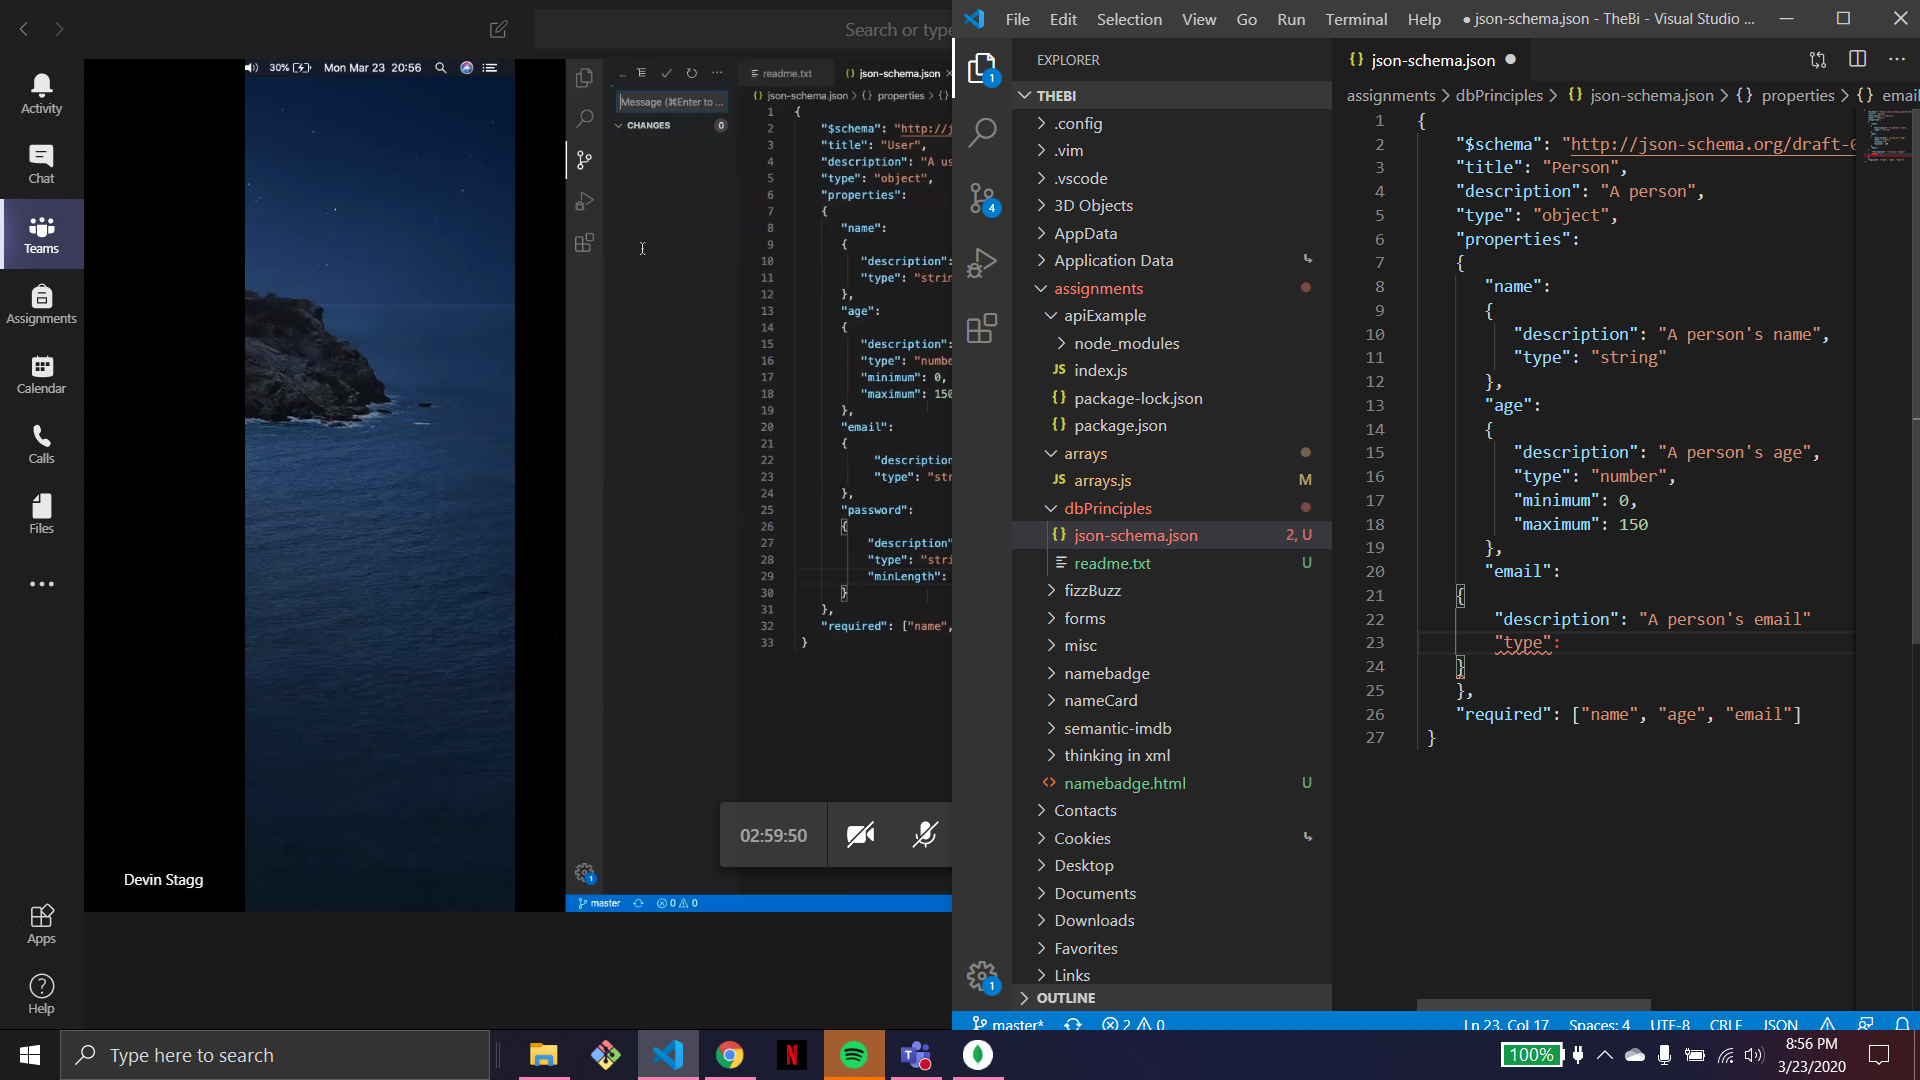 Search or type
Activity
Chat
Teams
Assignments
Calendar
Calls
Files
Apps
Help
30%
Mon Mar 23 20:56
Devin Stagg
Message (⌘Enter to ...
CHANGES
0
readme.txt
{} json-schema.json
{} json-schema.json > {} properties > {}
1 {
2 "$schema": "http://j
3 "title": "User",
4 "description": "A us
5 "type": "object",
6 "properties":
7 {
8 "name":
9 {
10 "description":
11 "type": "strin
12 },
13 "age":
14 {
15 "description":
16 "type": "numbe
17 "minimum": 0,
18 "maximum": 150
19 },
20 "email":
21 {
22 "description
23 "type": "str
24 },
25 "password":
26 {
27 "description"
28 "type": "stri
29 "minLength":
30 }
31 },
32 "required": ["name",
33 }
02:59:50
1
master
0 0
File Edit Selection View Go Run Terminal Help
● json-schema.json - TheBi - Visual Studio ...
1
4
1
EXPLORER
THEBI
.config
.vim
.vscode
3D Objects
AppData
Application Data
assignments
apiExample
node_modules
JS index.js
{} package-lock.json
{} package.json
arrays
JS arrays.js M
dbPrinciples
{} json-schema.json 2, U
readme.txt U
fizzBuzz
forms
misc
namebadge
nameCard
semantic-imdb
thinking in xml
<> namebadge.html U
Contacts
Cookies
Desktop
Documents
Downloads
Favorites
Links
OUTLINE
{} json-schema.json ●
assignments > dbPrinciples > {} json-schema.json > {} properties > {} email
1 {
2 "$schema": "http://json-schema.org/draft-0
3 "title": "Person",
4 "description": "A person",
5 "type": "object",
6 "properties":
7 {
8 "name":
9 {
10 "description": "A person's name",
11 "type": "string"
12 },
13 "age":
14 {
15 "description": "A person's age",
16 "type": "number",
17 "minimum": 0,
18 "maximum": 150
19 },
20 "email":
21 {
22 "description": "A person's email"
23 "type":
24 }
25 },
26 "required": ["name", "age", "email"]
27 }
master* 2 0
Ln 23, Col 17 Spaces: 4 UTF-8 CRLF JSON
Type here to search
N
100%
8:56 PM
3/23/2020